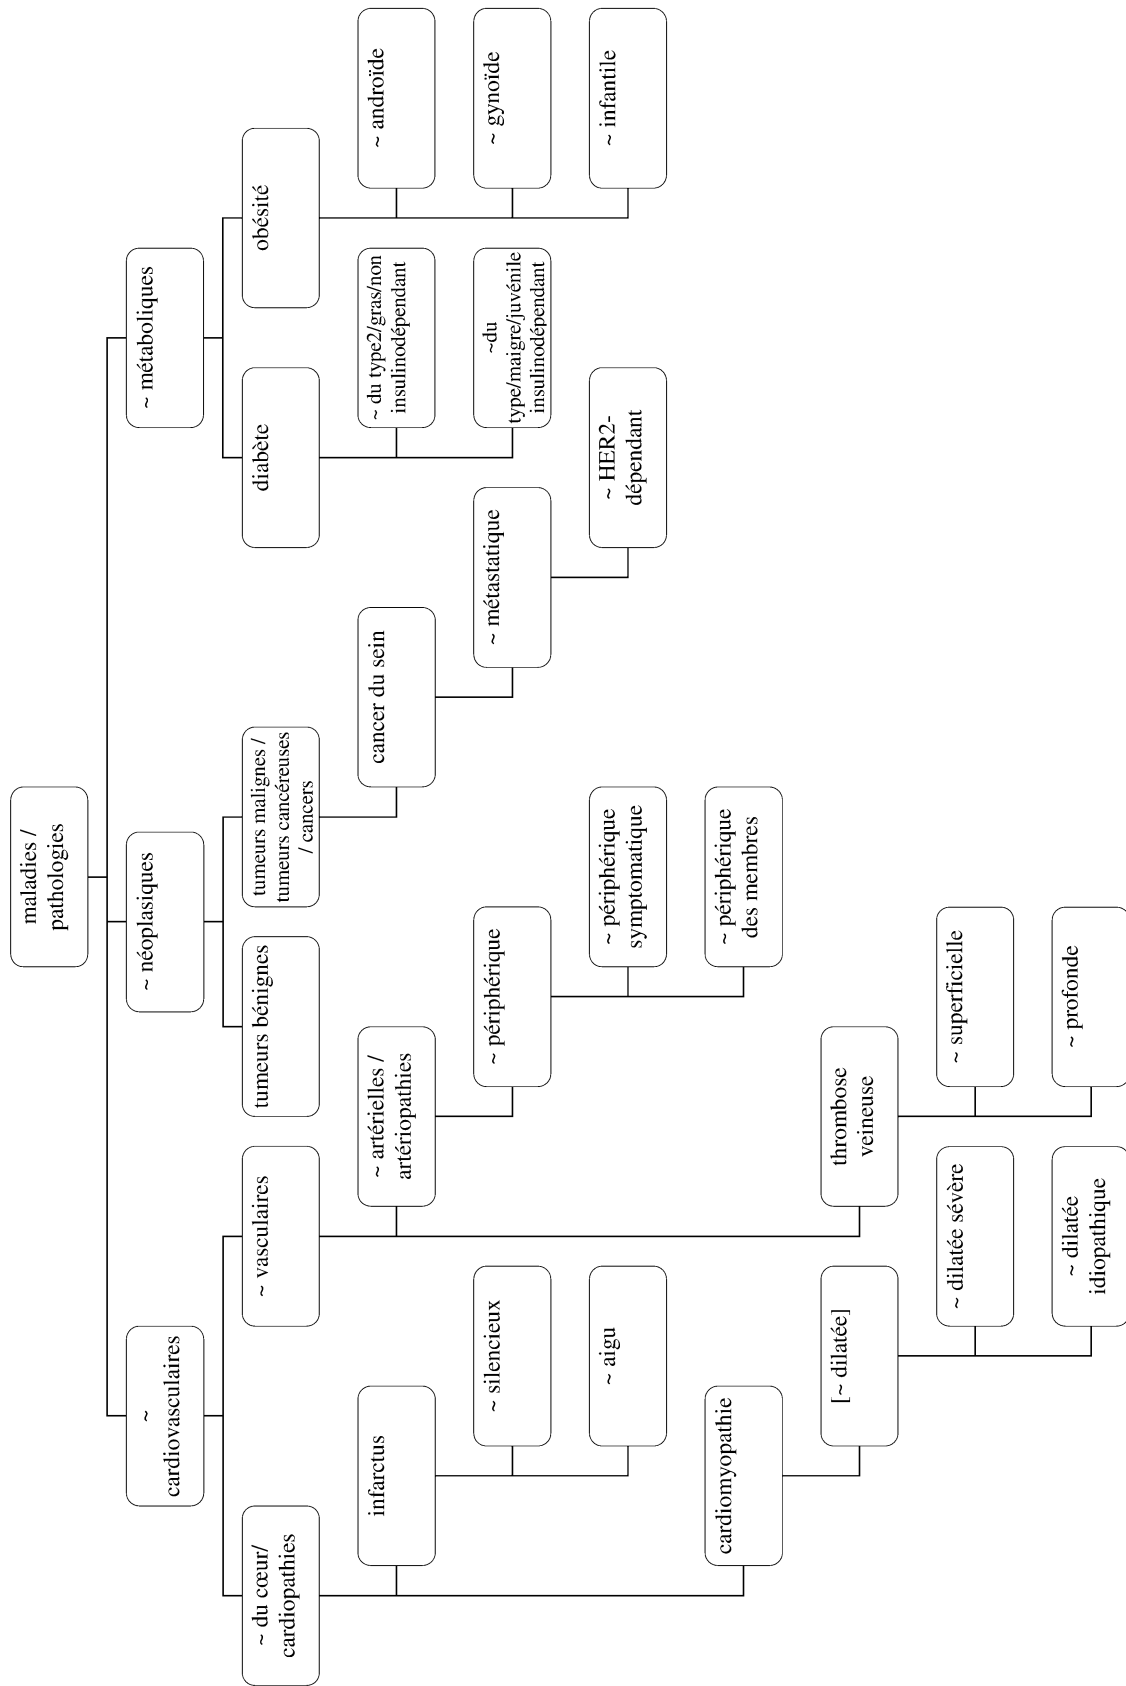 maladies /
pathologies
~
cardiovasculaires
~ du cœur/
cardiopathies
infarctus
~ silencieux
~ aigu
cardiomyopathie
[~ dilatée]
~ dilatée sévère
~ dilatée
idiopathique
~ vasculaires
~ artérielles /
artériopathies
~ périphérique
~ périphérique
symptomatique
~ périphérique
des membres
thrombose
veineuse
~ superficielle
~ profonde
~ néoplasiques
tumeurs bénignes
tumeurs malignes /
tumeurs cancéreuses
/ cancers
cancer du sein
~ métastatique
~ HER2-
dépendant
~ métaboliques
diabète
~ du type2/gras/non
insulinodépendant
~du
type/maigre/juvénile
insulinodépendant
obésité
~ androïde
~ gynoïde
~ infantile